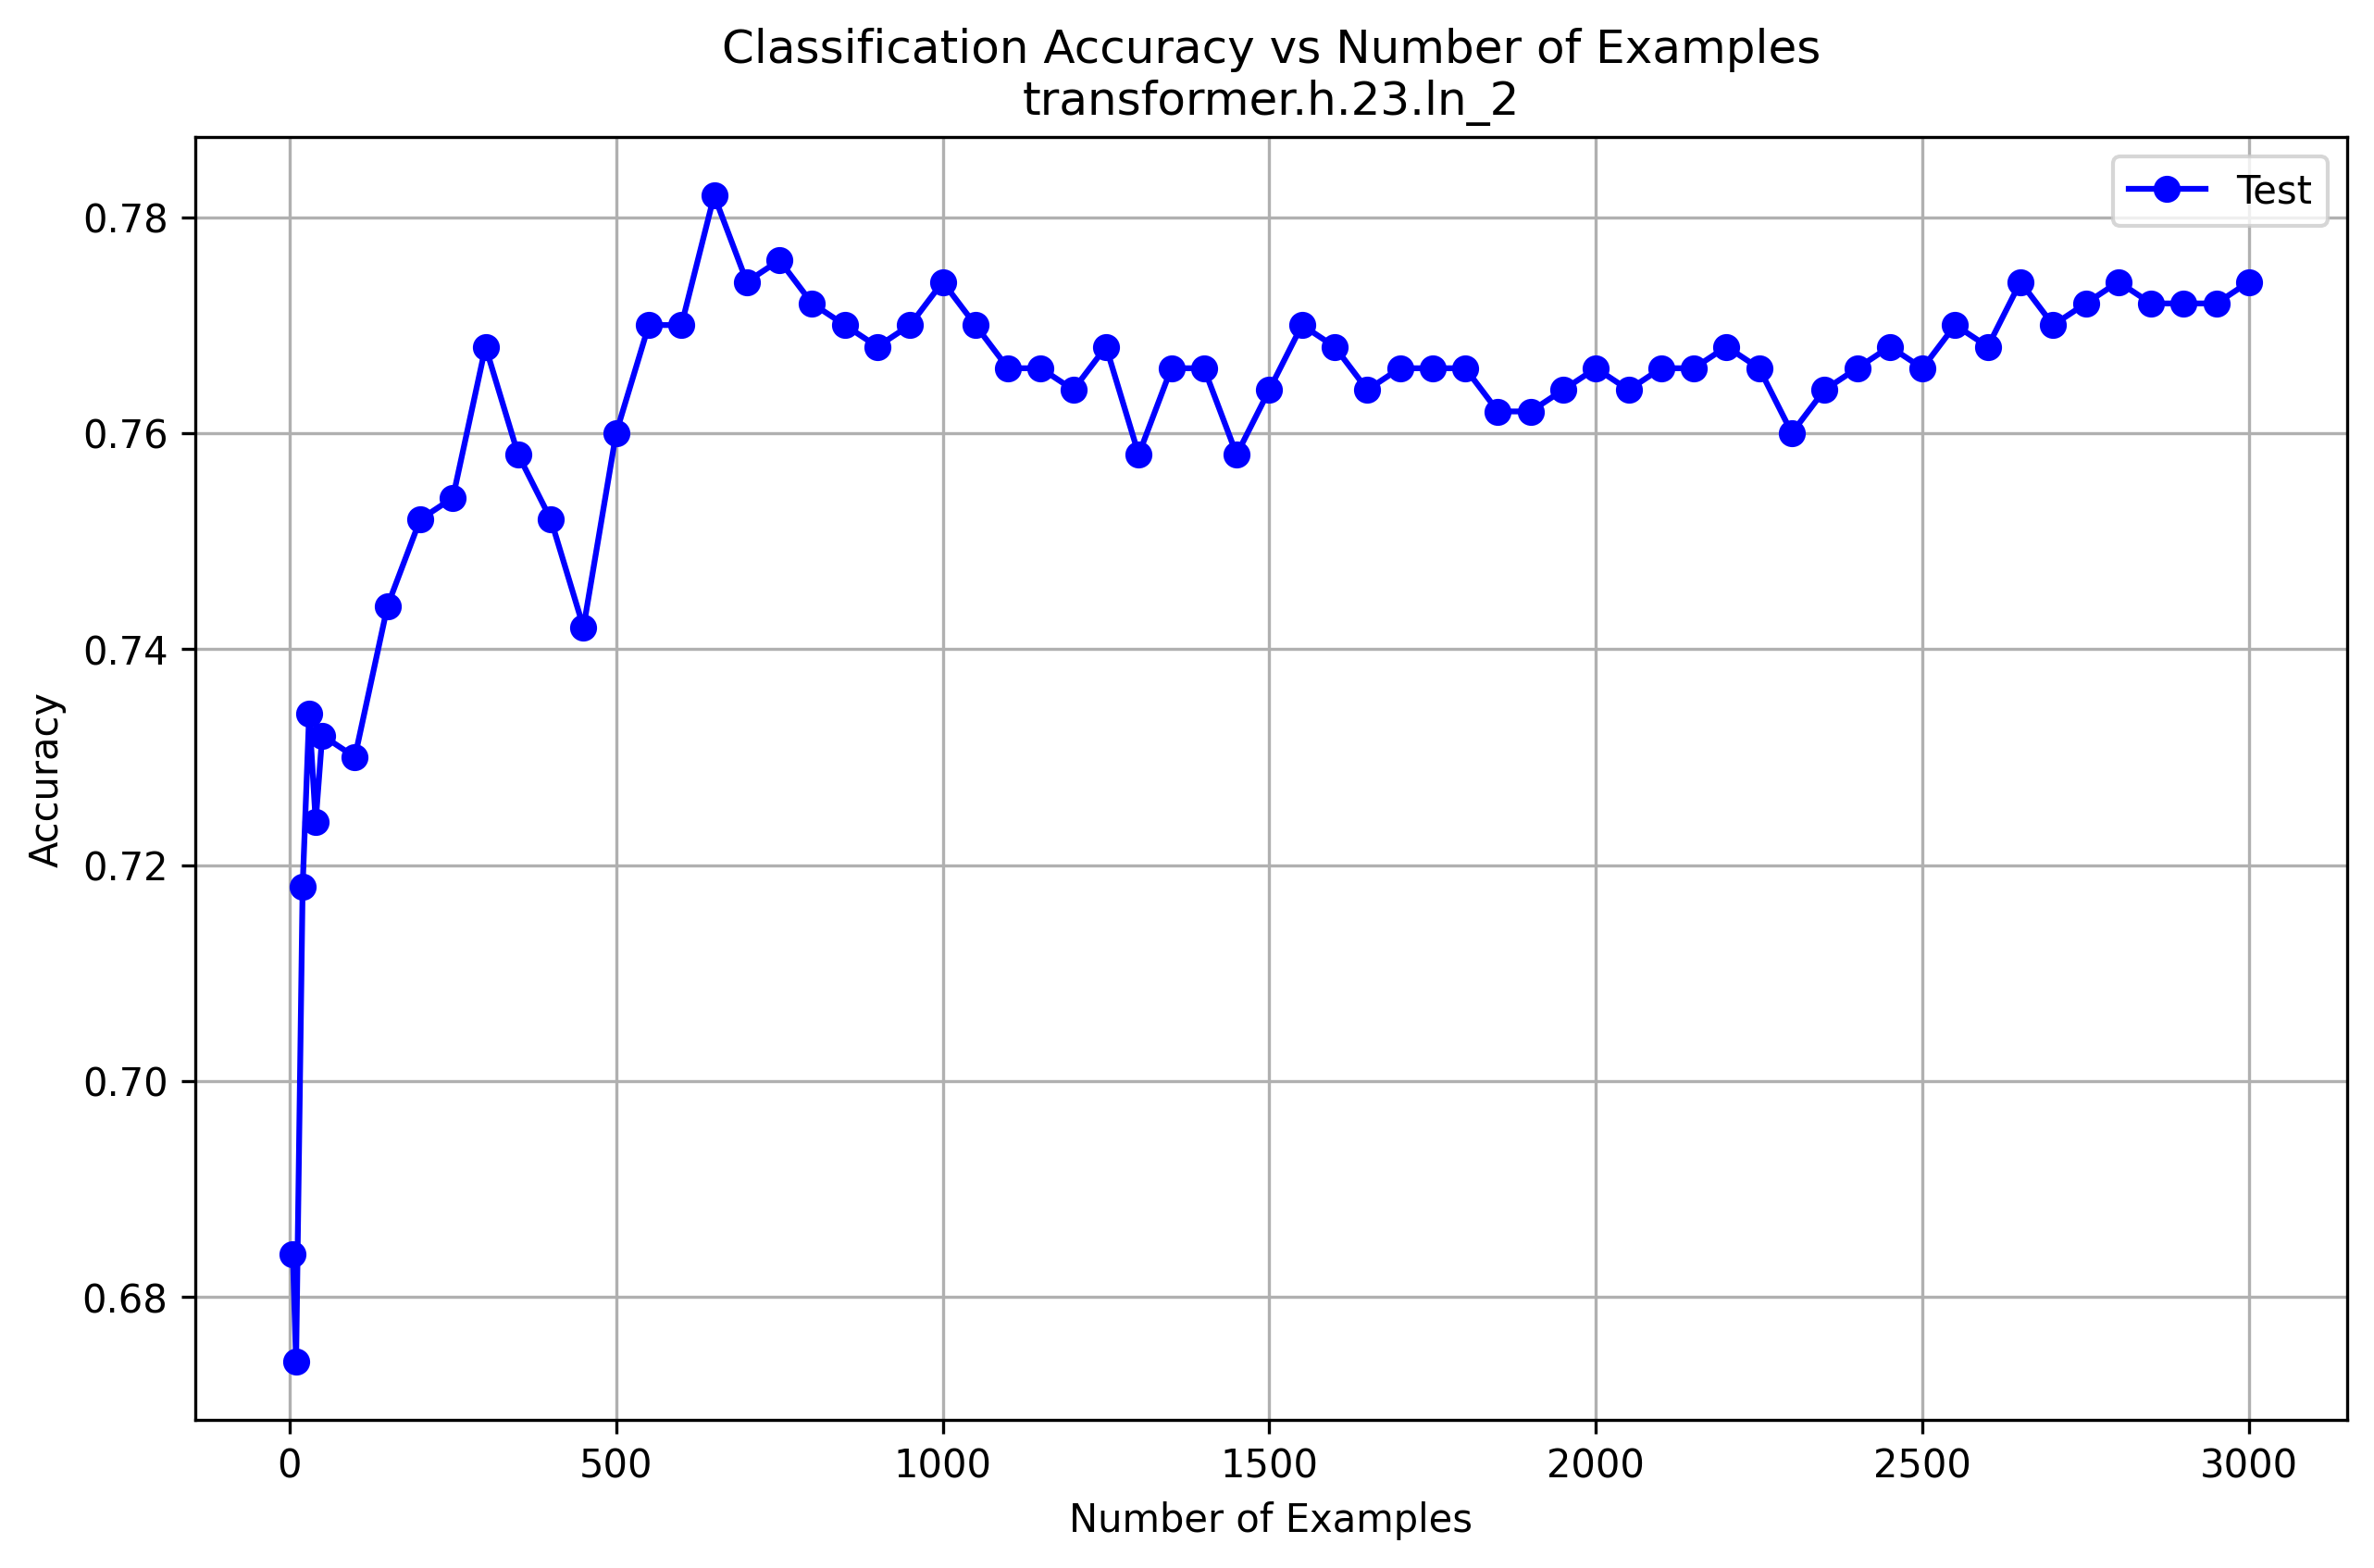 Classification Accuracy vs Number of Examples
transformer.h.23.ln_2
Test
0.78
0.76
0.74
0.72
0.70
0.68
Accuracy
0 500 1000 1500 2000 2500 3000
Number of Examples